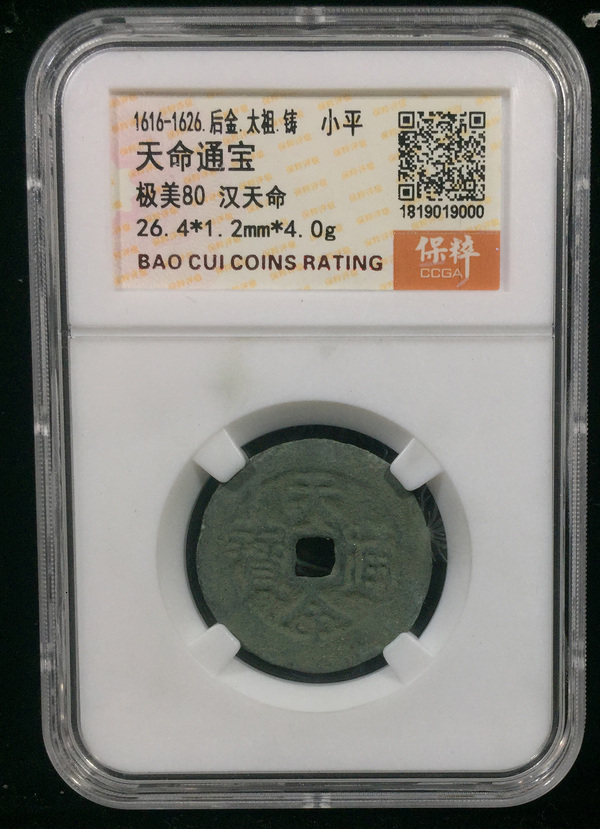 1616-1626.后金.太祖.铸 小平
天命通宝
极美80 汉天命
26.4*1.2mm*4.0g
BAO CUI COINS RATING
1819019000
保粹
CCGA
天命通寳